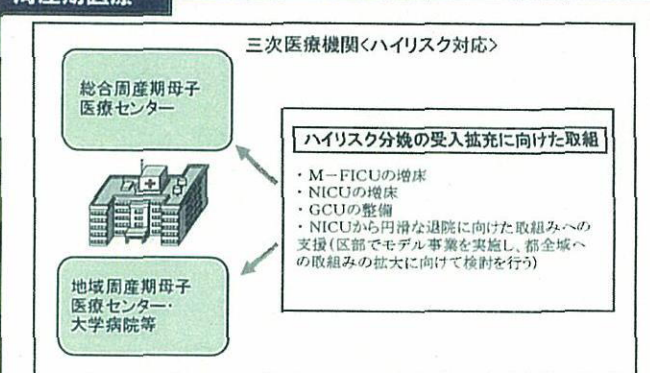 周産期医療
三次医療機関<ハイリスク対応>
総合周産期母子
医療センター
ハイリスク分娩の受入拡充に向けた取組
・M－FICUの増床
・NICUの増床
・GCUの整備
・NICUから円滑な退院に向けた取組みへの
支援(区部でモデル事業を実施し、都全域へ
の取組みの拡大に向けて検討を行う)
地域周産期母子
医療センター・
大学病院等